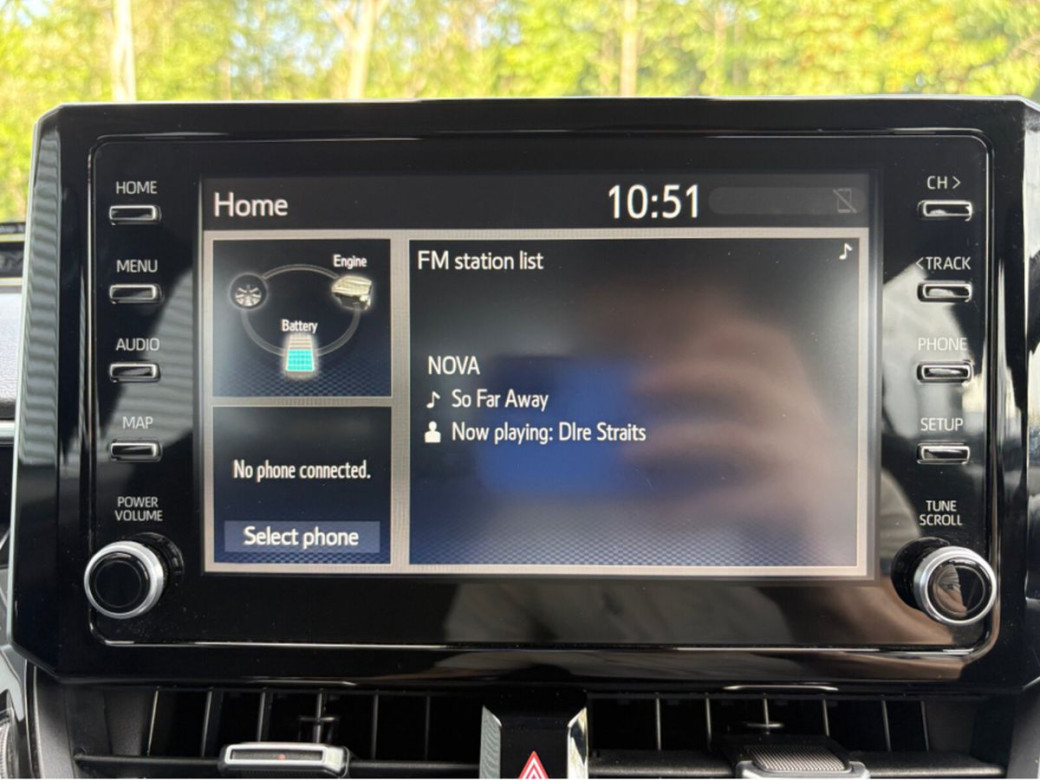 HOME
MENU
AUDIO
MAP
POWER
VOLUME
Home
10:51
Engine
Battery
No phone connected.
Select phone
FM station list
NOVA
So Far Away
Now playing: DIre Straits
CH >
< TRACK
PHONE
SETUP
TUNE
SCROLL